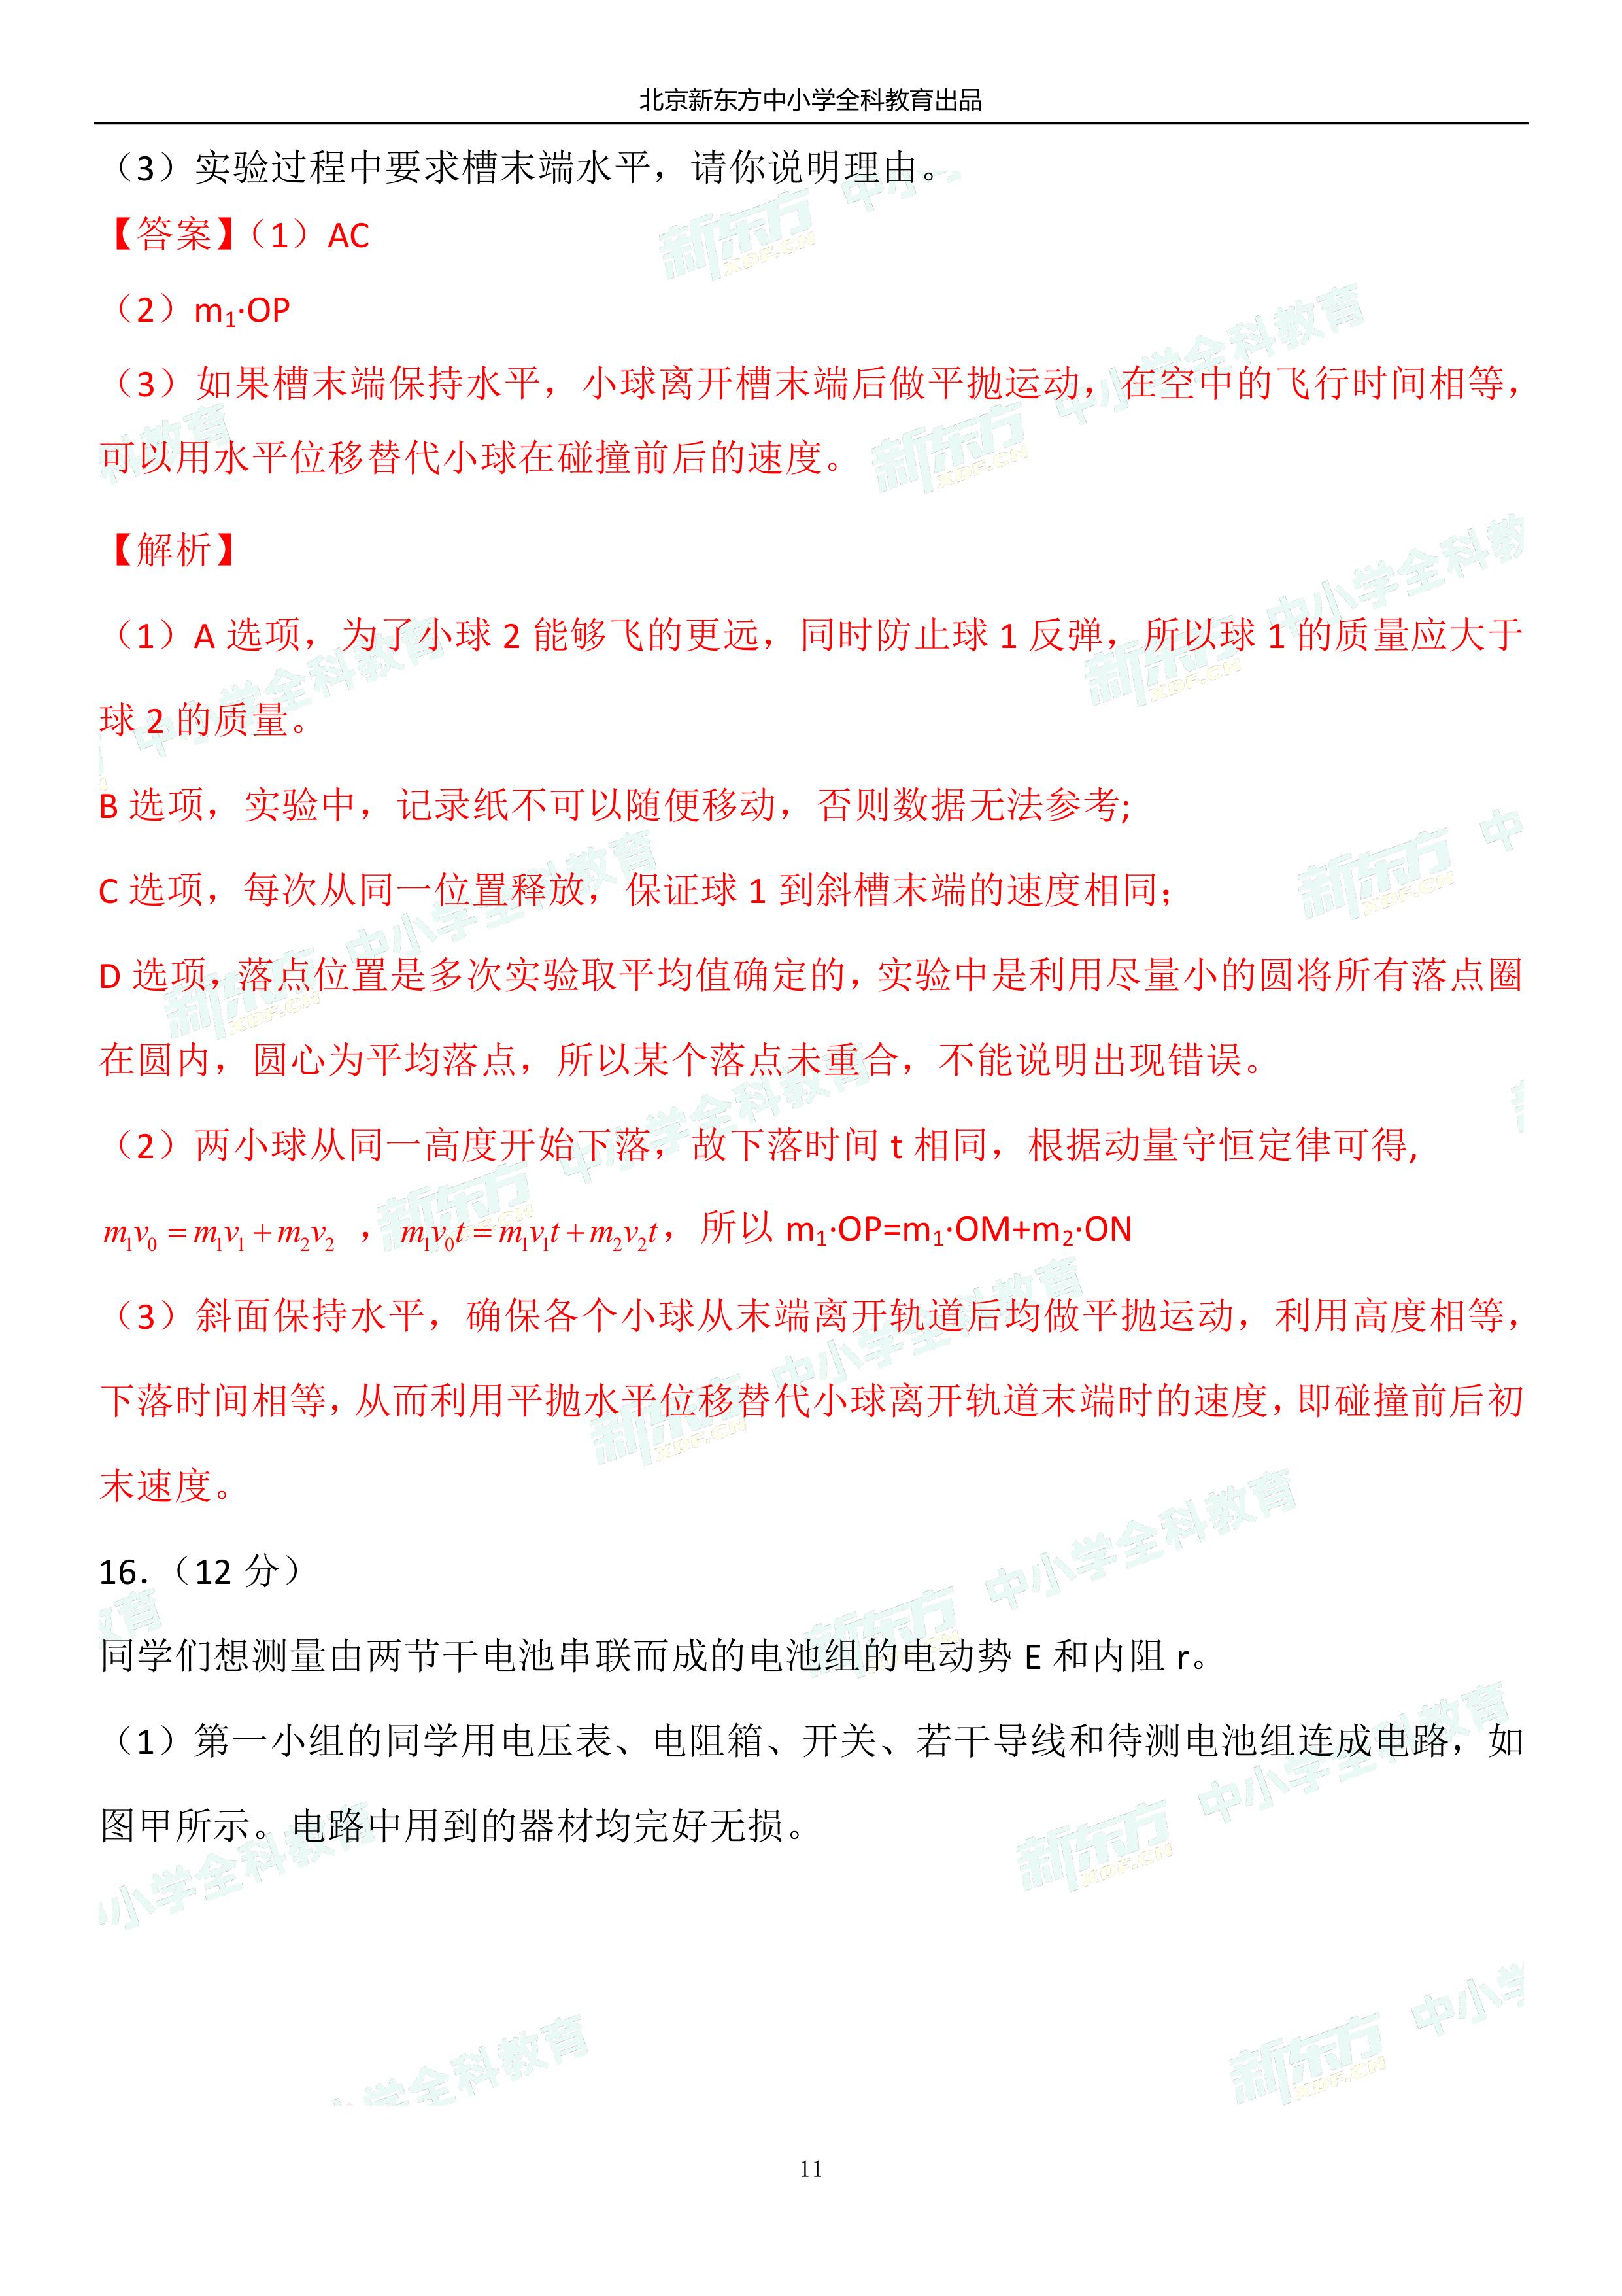 北京新东方中小学全科教育出品
（3）实验过程中要求槽末端水平，请你说明理由。
【答案】（1）AC
（2）m₁·OP
（3）如果槽末端保持水平，小球离开槽末端后做平抛运动，在空中的飞行时间相等，
可以用水平位移替代小球在碰撞前后的速度。
【解析】
（1）A 选项，为了小球 2 能够飞的更远，同时防止球 1 反弹，所以球 1 的质量应大于
球 2 的质量。
B 选项，实验中，记录纸不可以随便移动，否则数据无法参考;
C 选项，每次从同一位置释放，保证球 1 到斜槽末端的速度相同；
D 选项，落点位置是多次实验取平均值确定的，实验中是利用尽量小的圆将所有落点圈
在圆内，圆心为平均落点，所以某个落点未重合，不能说明出现错误。
（2）两小球从同一高度开始下落，故下落时间 t 相同，根据动量守恒定律可得,
m₁v₀ = m₁v₁ + m₂v₂ ，m₁v₀t = m₁v₁t + m₂v₂t，所以 m₁·OP=m₁·OM+m₂·ON
（3）斜面保持水平，确保各个小球从末端离开轨道后均做平抛运动，利用高度相等，
下落时间相等，从而利用平抛水平位移替代小球离开轨道末端时的速度，即碰撞前后初
末速度。
16．（12 分）
同学们想测量由两节干电池串联而成的电池组的电动势 E 和内阻 r。
（1）第一小组的同学用电压表、电阻箱、开关、若干导线和待测电池组连成电路，如
图甲所示。电路中用到的器材均完好无损。
11